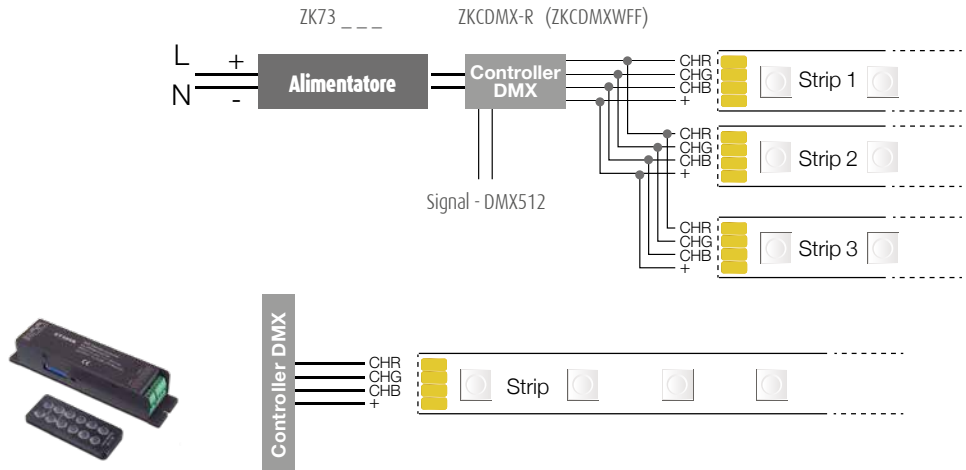 ZK73 _ _ _
ZKCDMX-R (ZKCDMXWFF)
L
N
+
-
Alimentatore
Controller
DMX
Signal - DMX512
CHR
CHG
CHB
+
Strip 1
CHR
CHG
CHB
+
Strip 2
CHR
CHG
CHB
+
Strip 3
Controller DMX
CHR
CHG
CHB
+
Strip